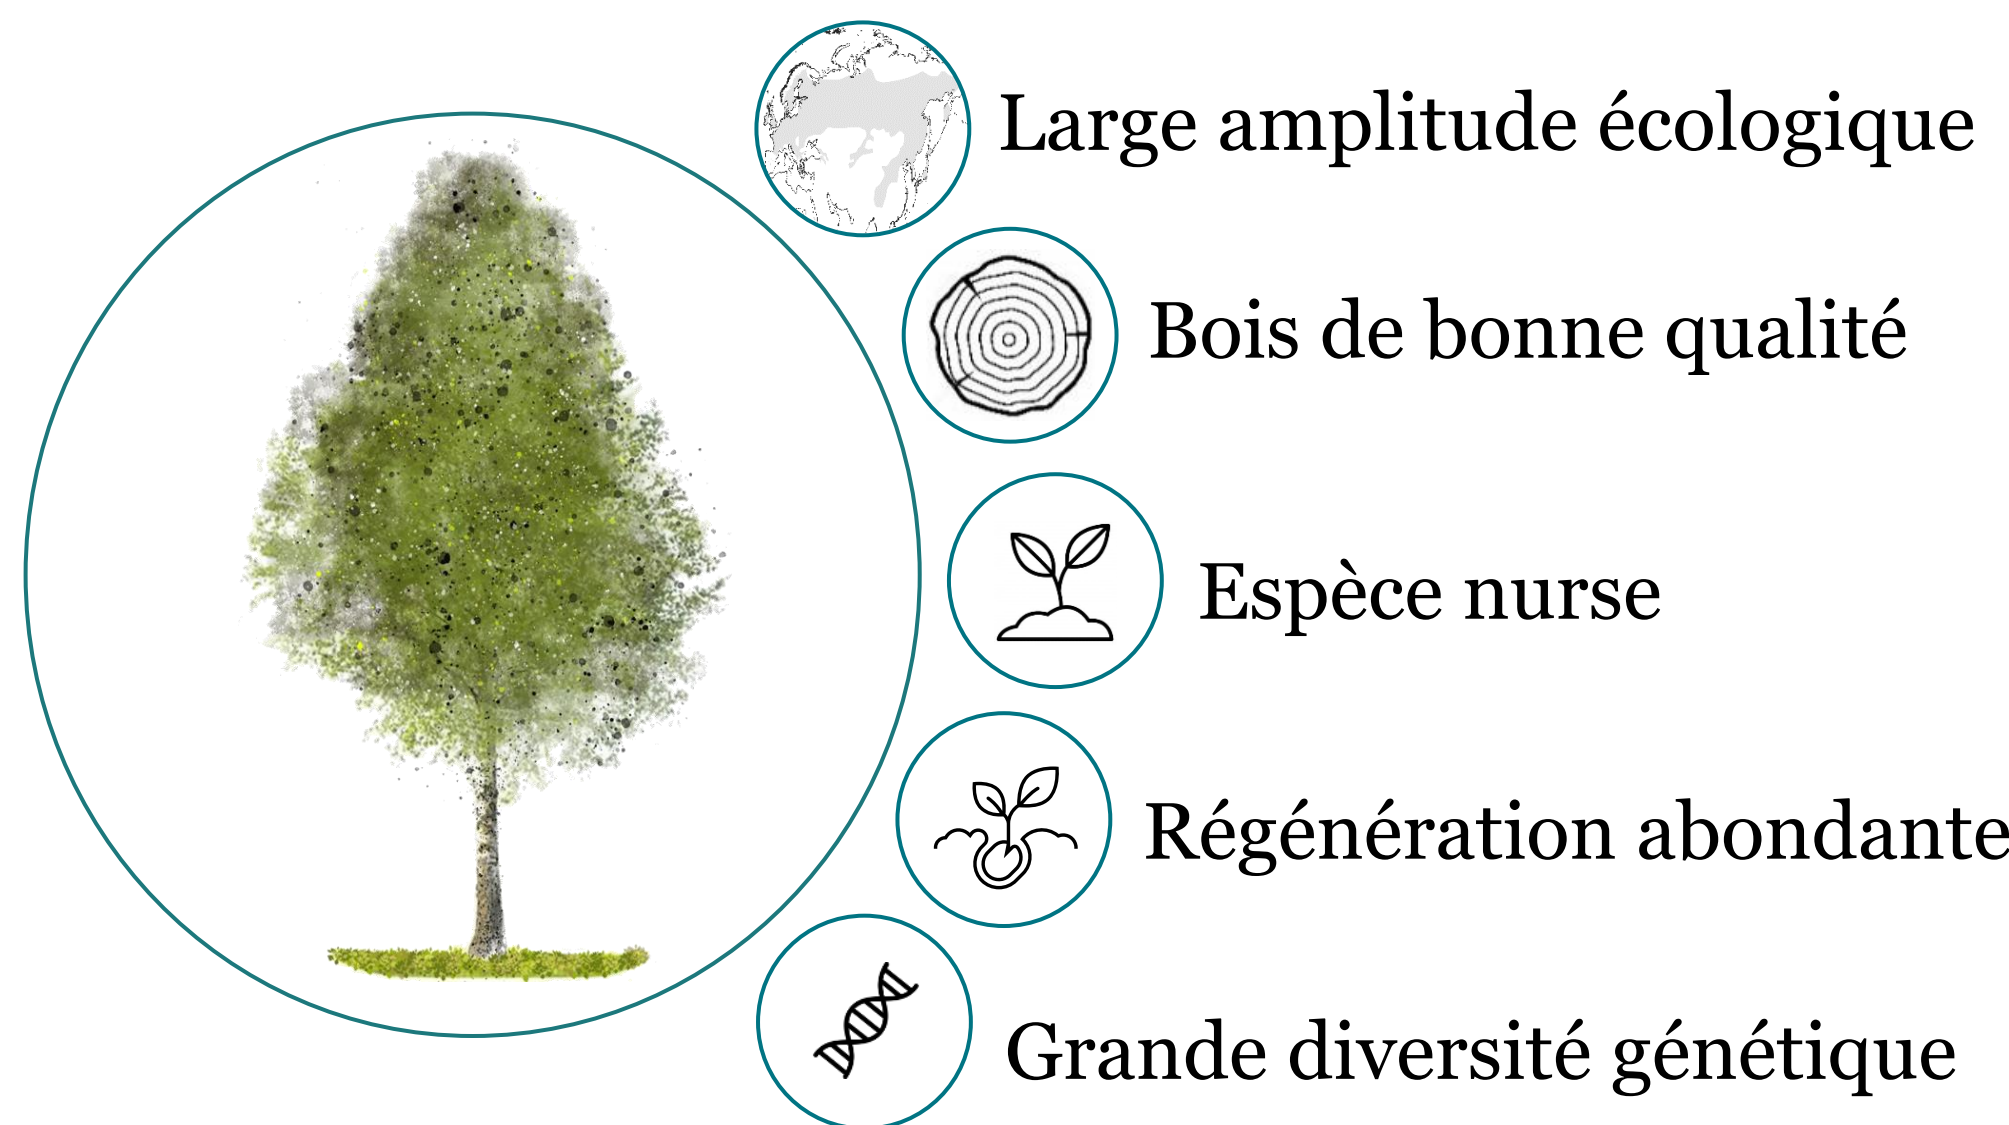 Large amplitude écologique
Bois de bonne qualité
Espèce nurse
Régénération abondante
Grande diversité génétique